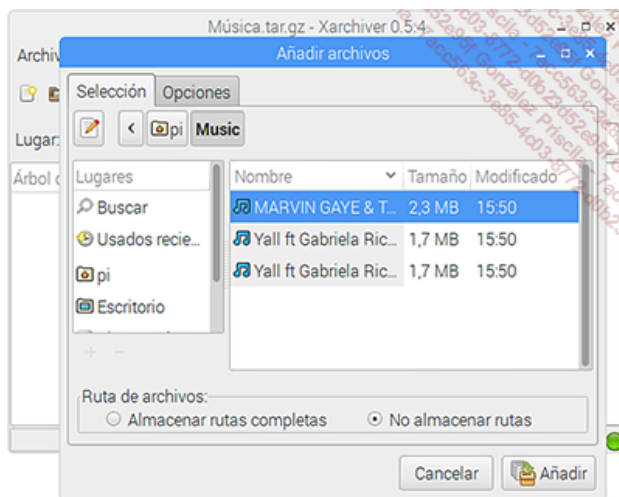 Música.tar.gz - Xarchiver 0.5:4
Archiv
Añadir archivos
Selección
Opciones
Lugar:
pi
Music
Árbol d
Lugares
Nombre
Tamaño
Modificado
Buscar
MARVIN GAYE & T... 2,3 MB 15:50
Usados recie...
Yall ft Gabriela Ric... 1,7 MB 15:50
pi
Yall ft Gabriela Ric... 1,7 MB 15:50
Escritorio
Ruta de archivos:
Almacenar rutas completas
No almacenar rutas
Cancelar
Añadir